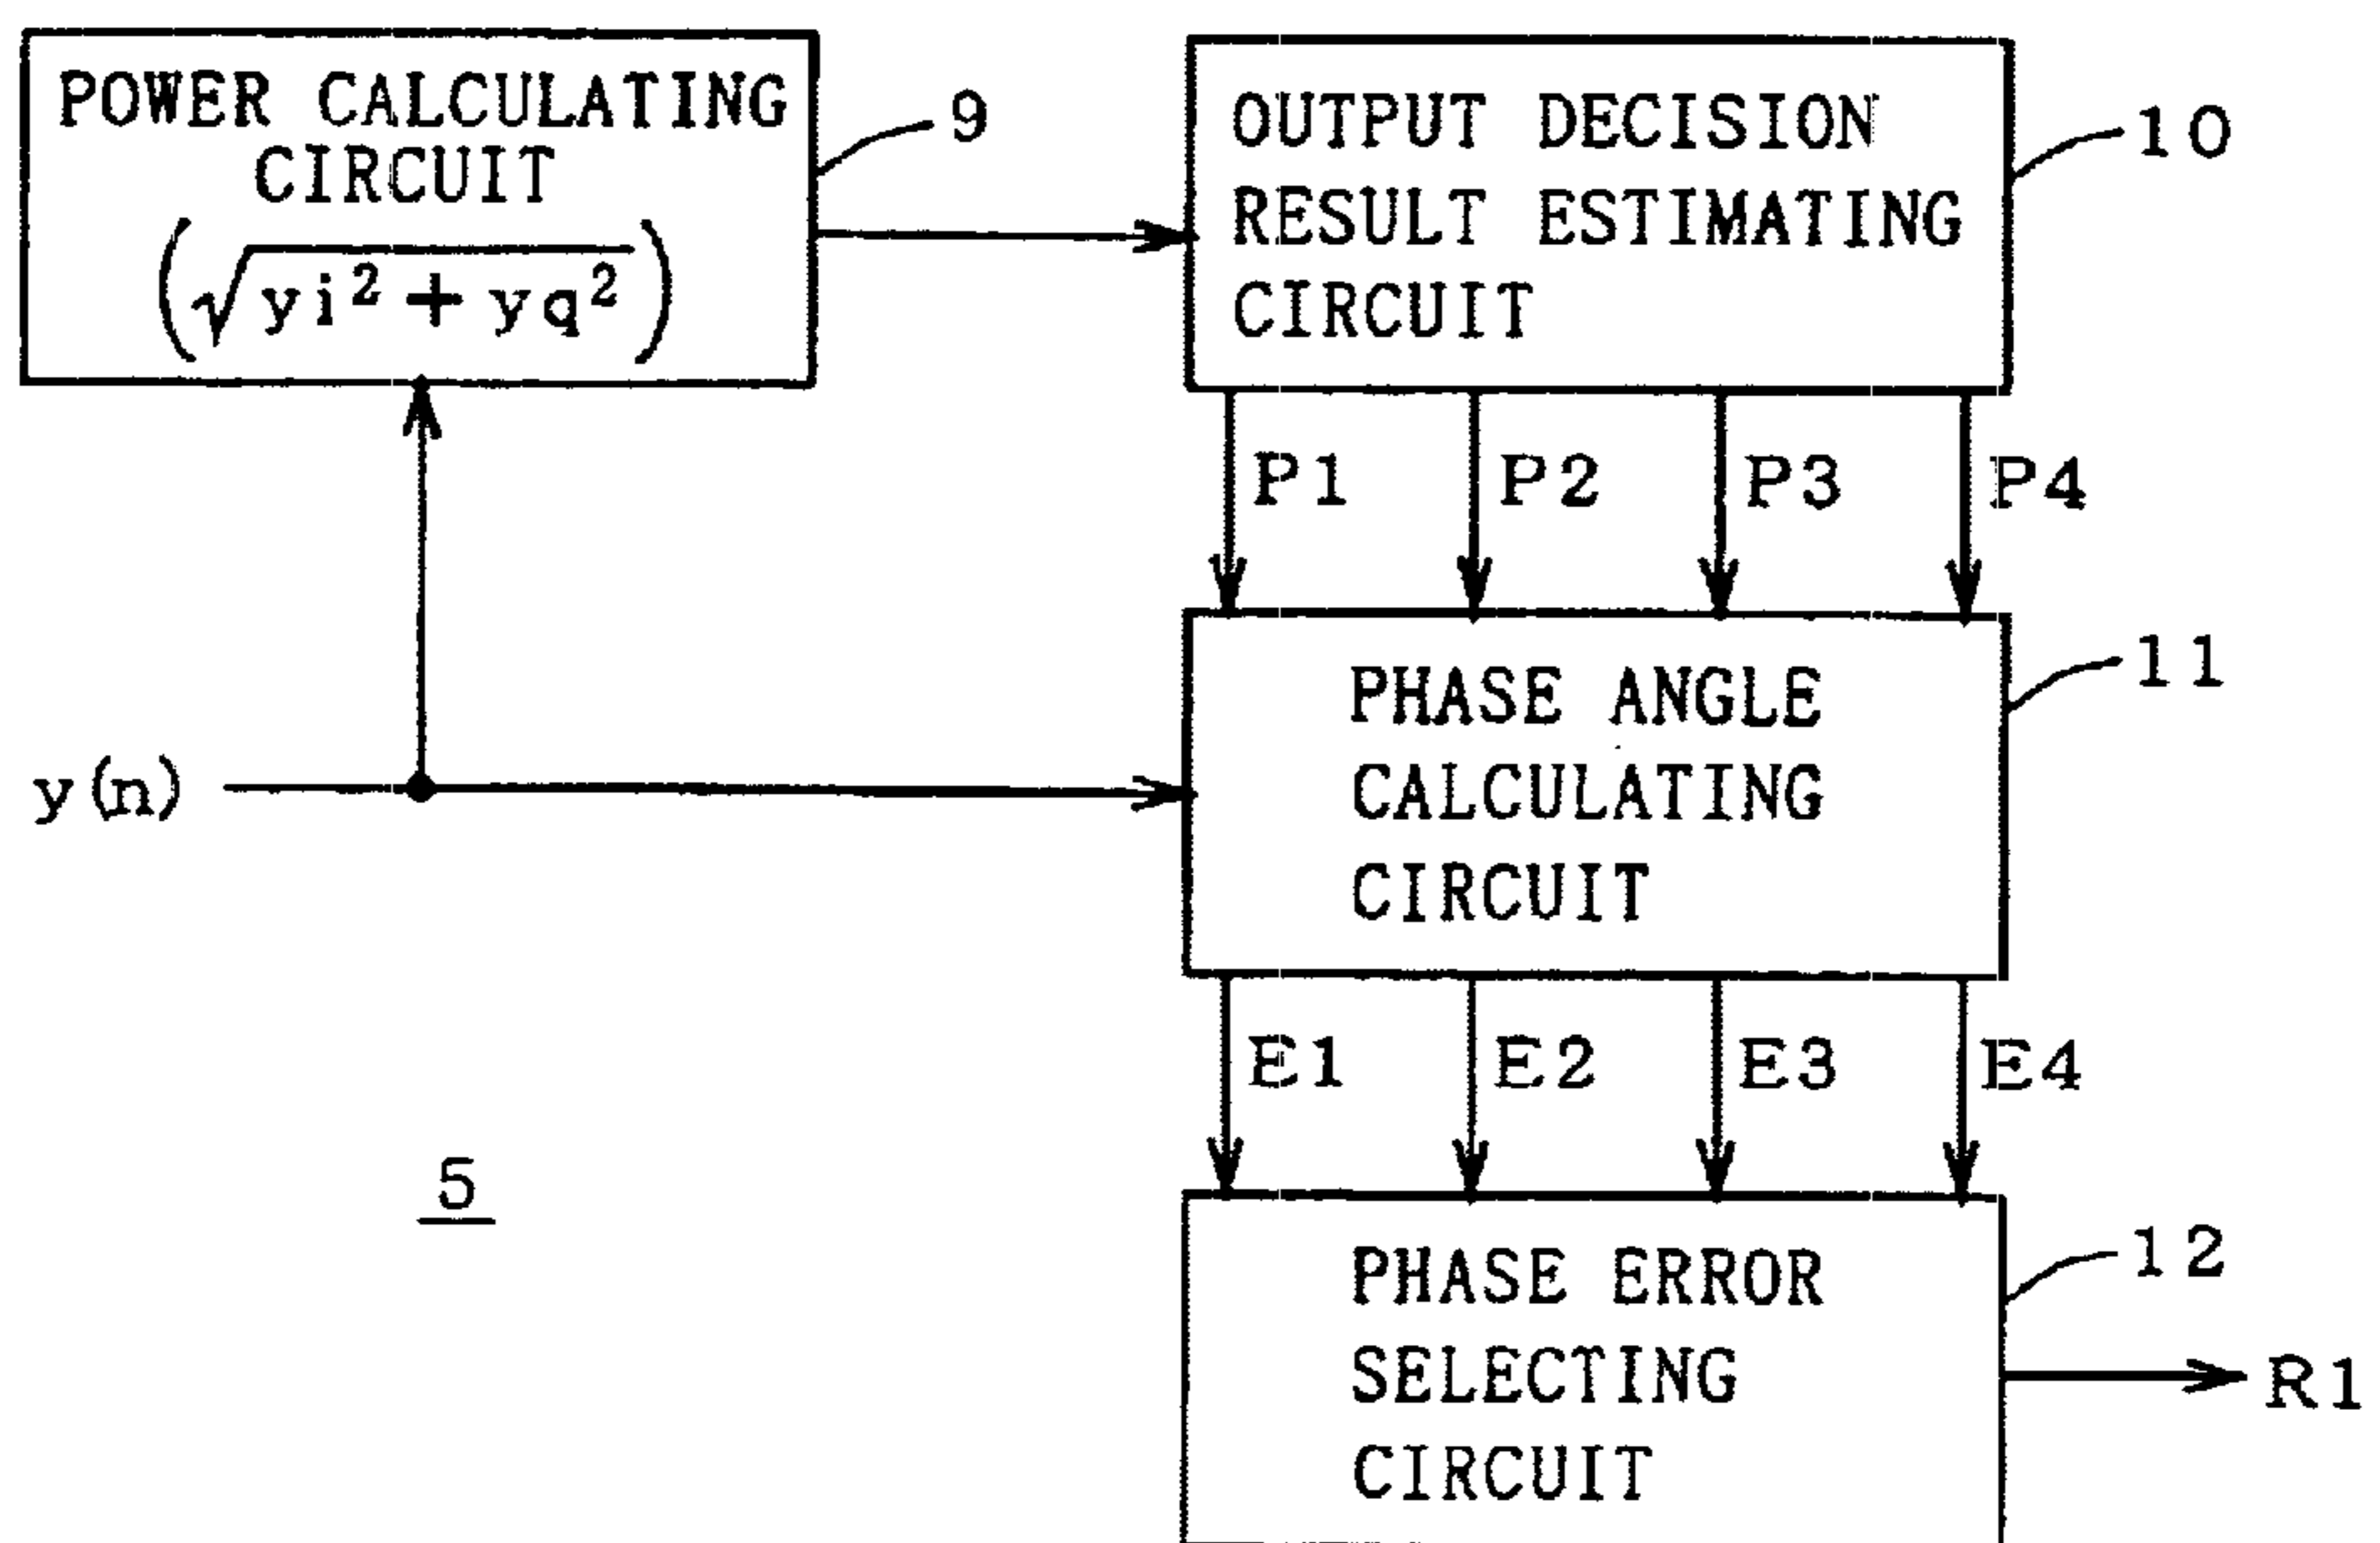 POWER CALCULATING
CIRCUIT
(√yi²+yq²)
9
OUTPUT DECISION
RESULT ESTIMATING
CIRCUIT
10
P1 P2 P3 P4
PHASE ANGLE
CALCULATING
CIRCUIT
11
y(n)
E1 E2 E3 E4
5
PHASE ERROR
SELECTING
CIRCUIT
12
R1